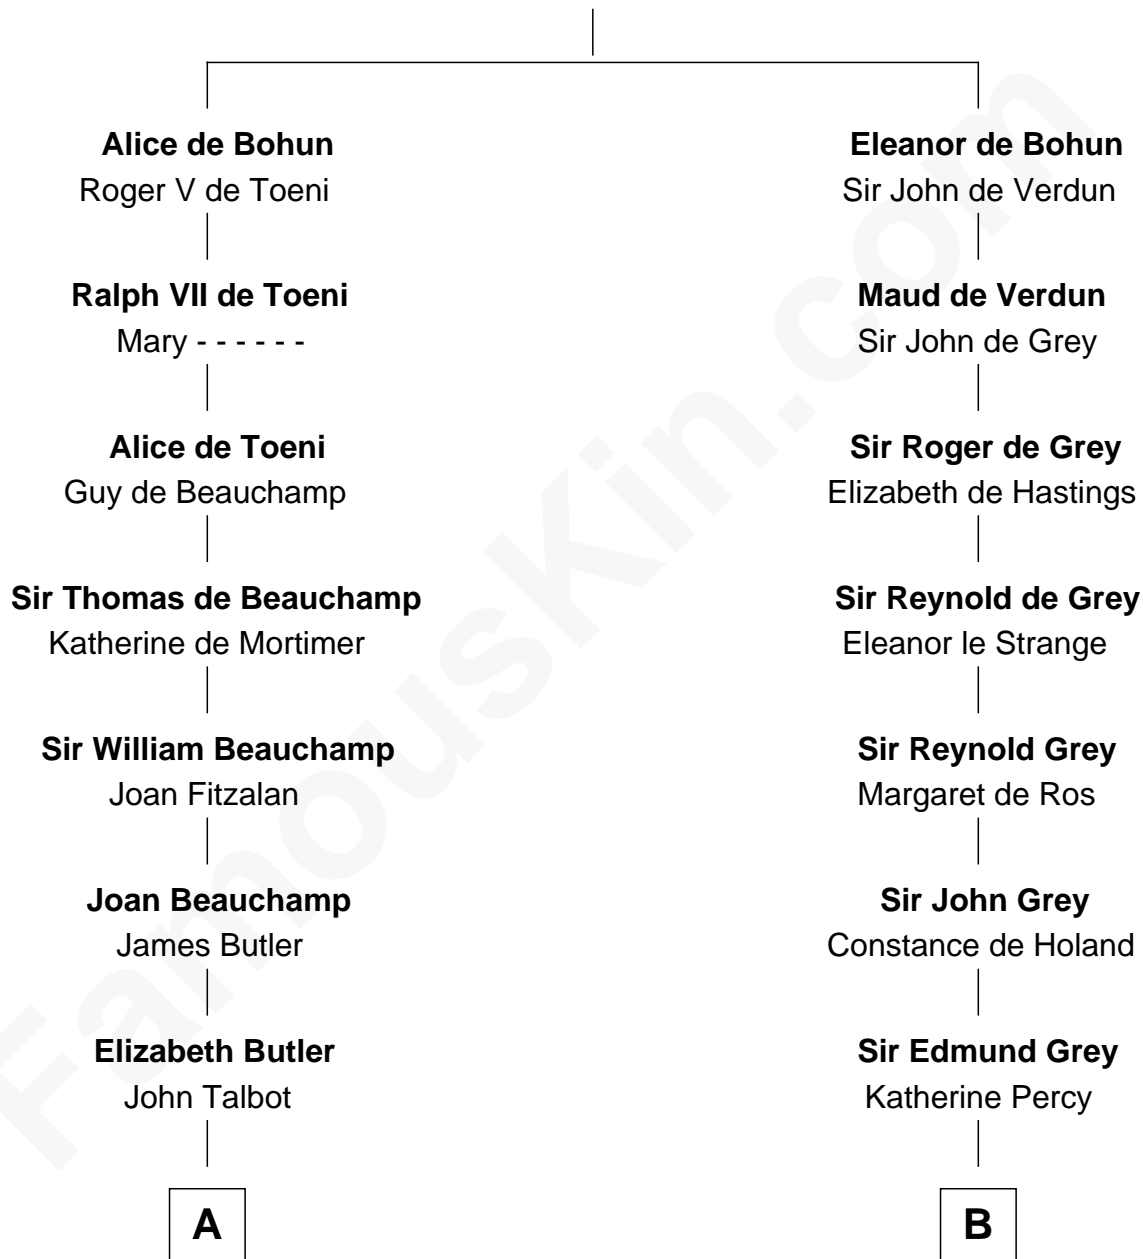 Alice de Bohun
Roger V de Toeni
Ralph VII de Toeni
Mary - - - - - -
Alice de Toeni
Guy de Beauchamp
Sir Thomas de Beauchamp
Katherine de Mortimer
Sir William Beauchamp
Joan Fitzalan
Joan Beauchamp
James Butler
Elizabeth Butler
John Talbot
A
Eleanor de Bohun
Sir John de Verdun
Maud de Verdun
Sir John de Grey
Sir Roger de Grey
Elizabeth de Hastings
Sir Reynold de Grey
Eleanor le Strange
Sir Reynold Grey
Margaret de Ros
Sir John Grey
Constance de Holand
Sir Edmund Grey
Katherine Percy
B
FamousKin.com